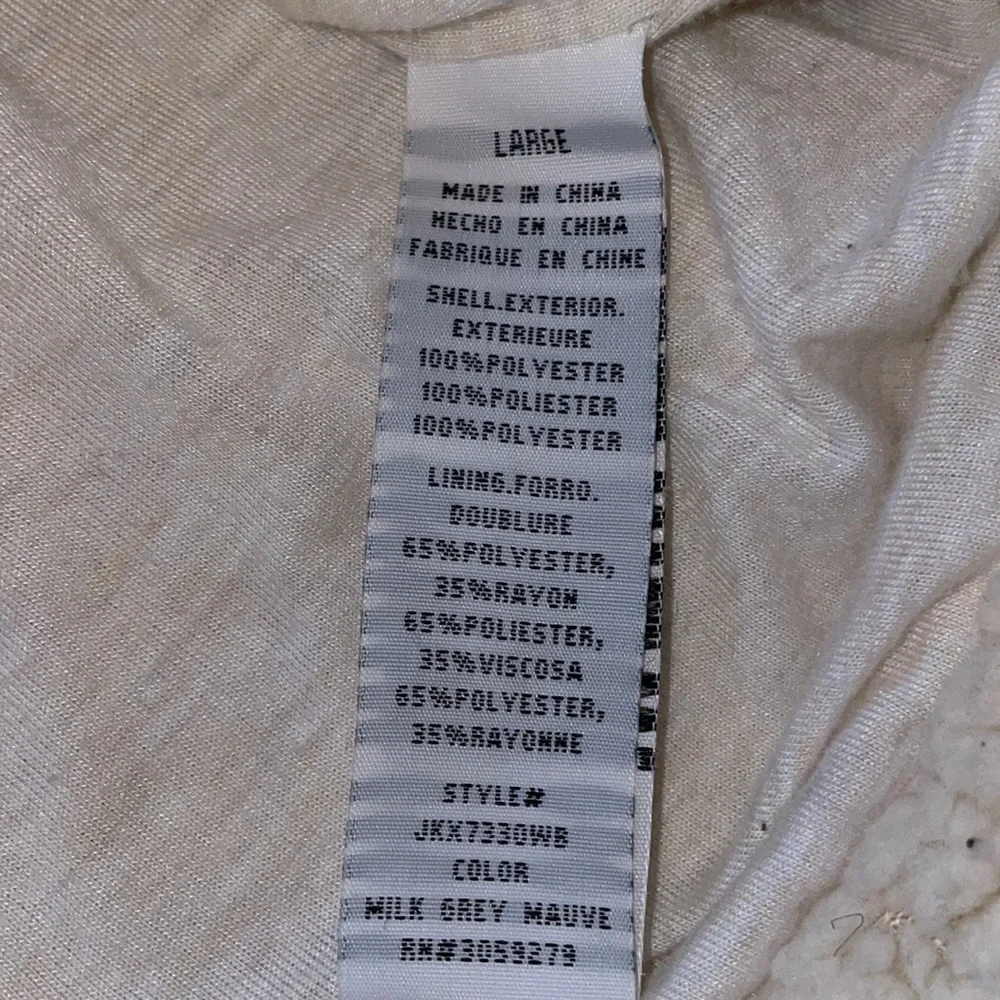 LARGE
MADE IN CHINA
HECHO EN CHINA
FABRIQUE EN CHINE
SHELL.EXTERIOR.
EXTERIEURE
100%POLYESTER
100%POLIESTER
100%POLYESTER
LINING.FORRO.
DOUBLURE
65%POLYESTER,
35%RAYON
65%POLIESTER,
35%VISCOSA
65%POLYESTER,
35%RAYONNE
STYLE#
JKX7330WB
COLOR
MILK GREY MAUVE
RN#3059279